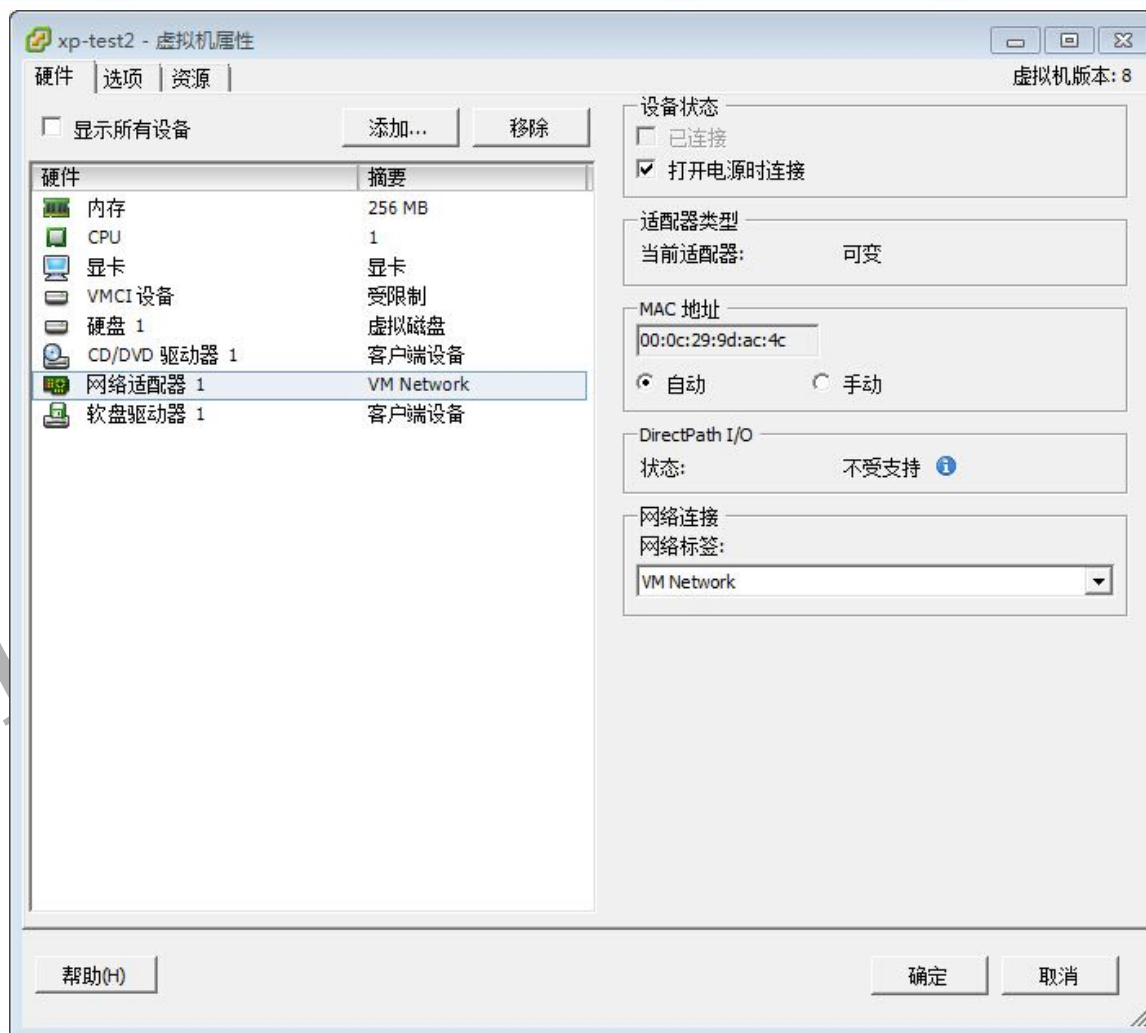 xp-test2 - 虚拟机属性
硬件 选项 资源 虚拟机版本: 8
显示所有设备 添加... 移除
硬件 摘要
内存 256 MB
CPU 1
显卡 显卡
VMCI 设备 受限制
硬盘 1 虚拟磁盘
CD/DVD 驱动器 1 客户端设备
网络适配器 1 VM Network
软盘驱动器 1 客户端设备
设备状态
已连接
打开电源时连接
适配器类型
当前适配器: 可变
MAC 地址
00:0c:29:9d:ac:4c
自动 手动
DirectPath I/O
状态: 不受支持
网络连接
网络标签:
VM Network
帮助(H) 确定 取消